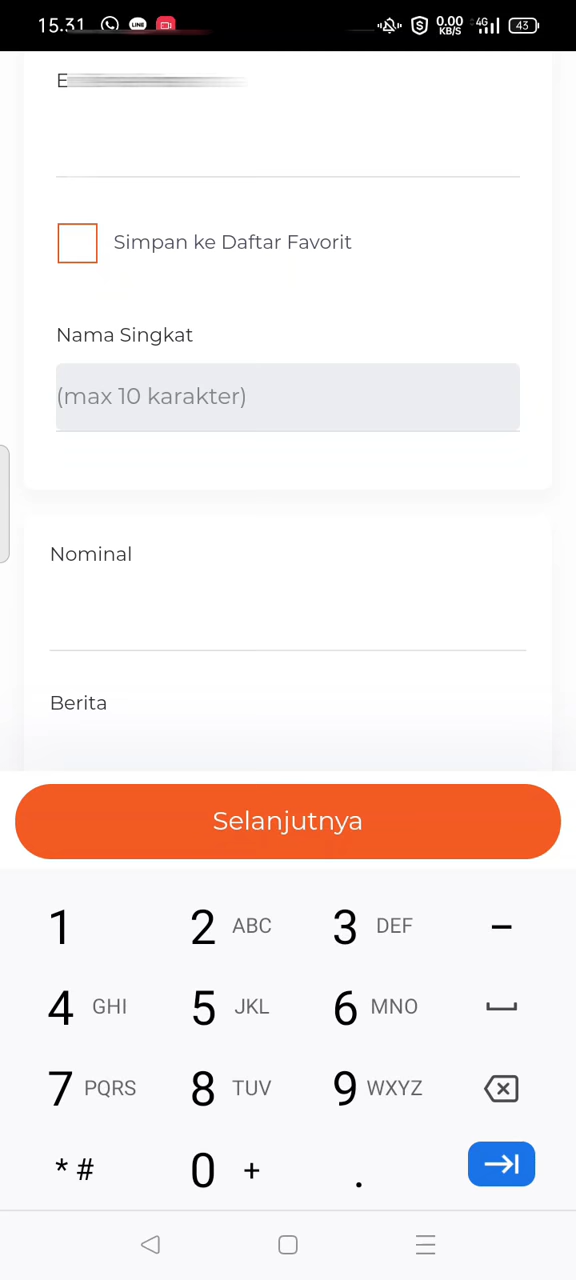 15.31 LINE 0.00 KB/S 4G 43
E
Simpan ke Daftar Favorit
Nama Singkat
(max 10 karakter)
Nominal
Berita
Selanjutnya
1 2 ABC 3 DEF –
4 GHI 5 JKL 6 MNO
7 PQRS 8 TUV 9 WXYZ
* # 0 + .